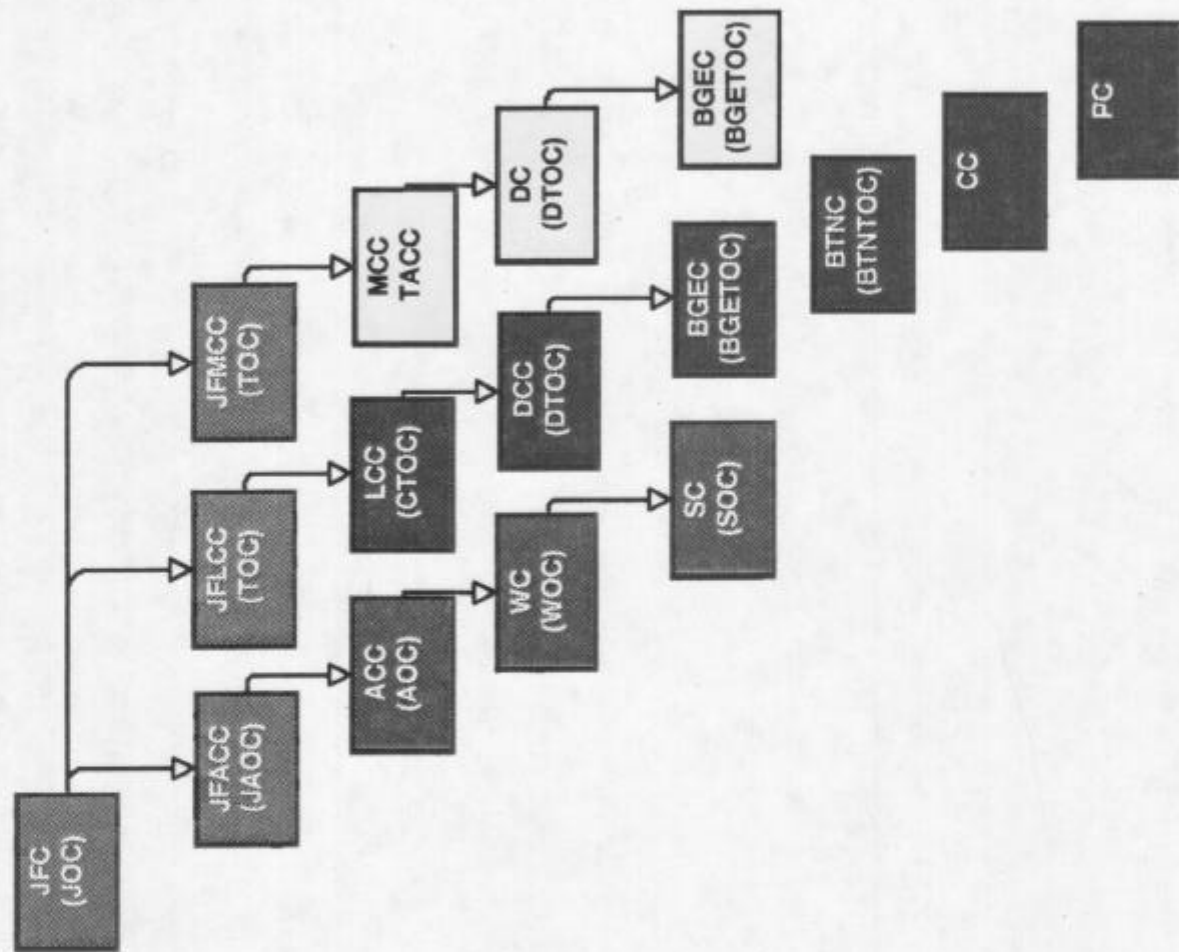 JFC
(JOC)
JFACC
(JAOC)
JFLCC
(TOC)
JFMCC
(TOC)
ACC
(AOC)
LCC
(CTOC)
MCC
TACC
WC
(WOC)
DCC
(DTOC)
DC
(DTOC)
SC
(SOC)
BGEC
(BGETOC)
BGEC
(BGETOC)
BTNC
(BTNTOC)
CC
PC